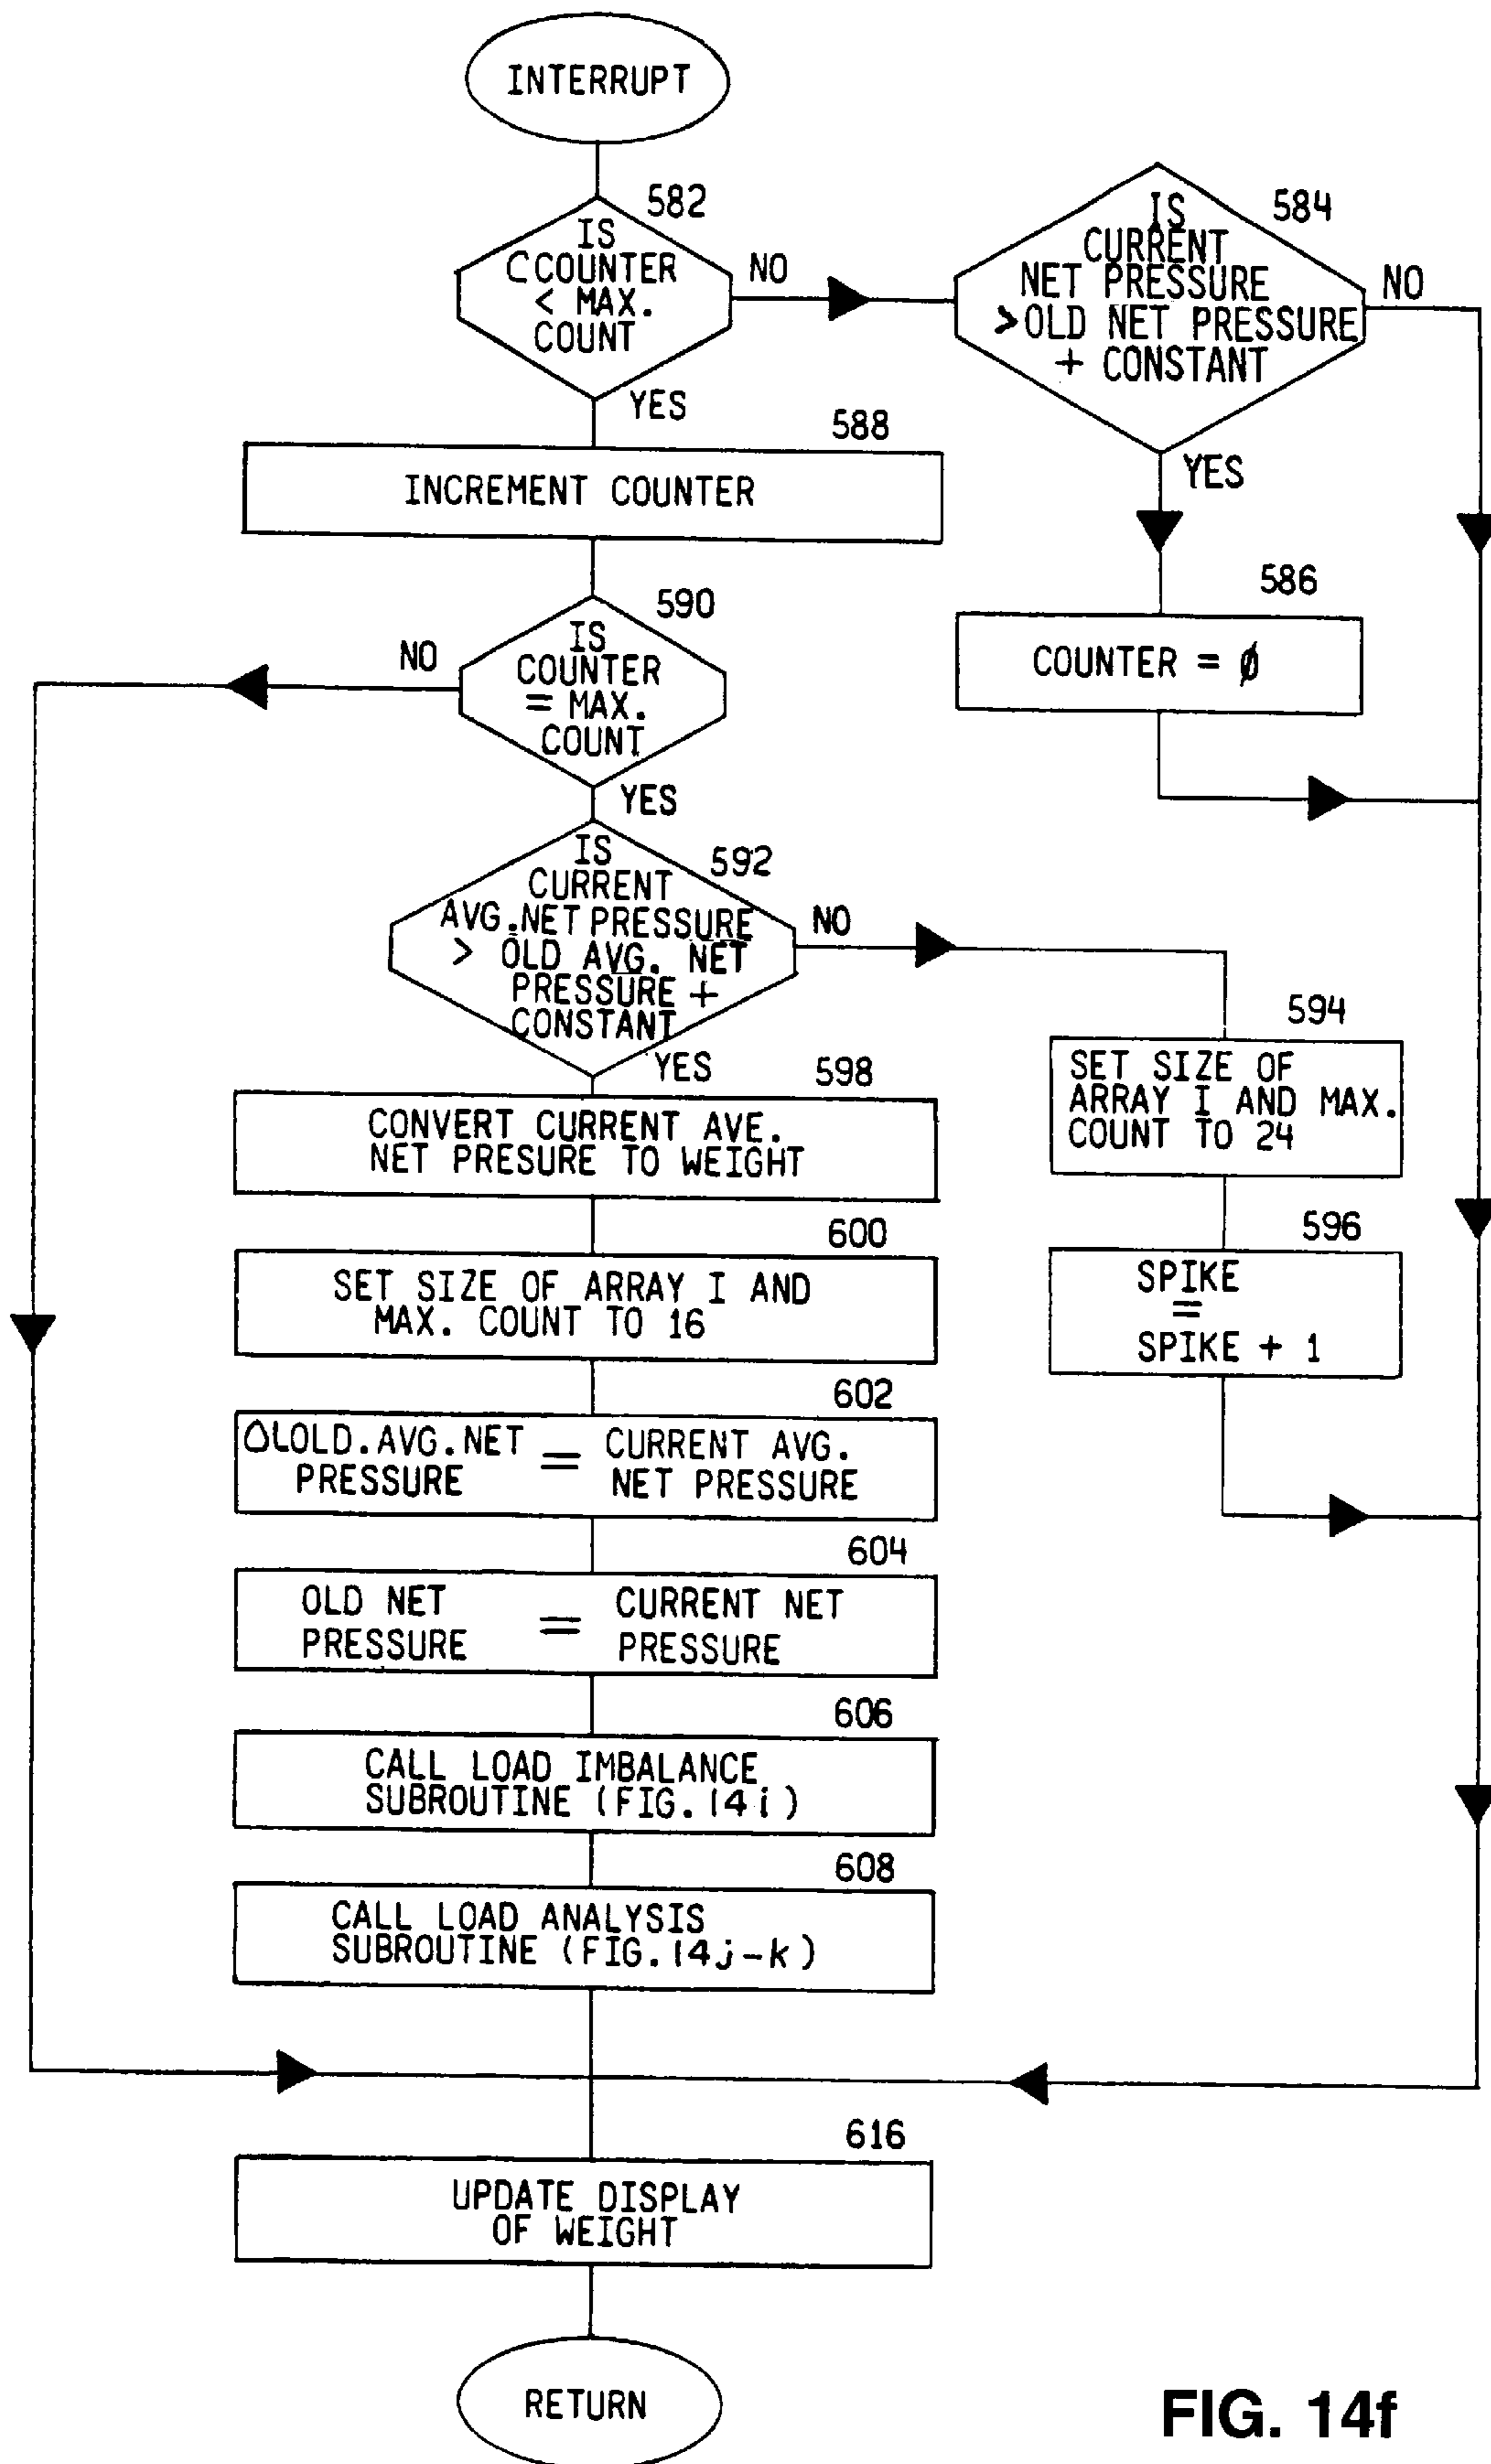 INTERRUPT
582
IS
CCOUNTER
< MAX.
COUNT
NO
YES
584
IS
CURRENT
NET PRESSURE
>OLD NET PRESSURE
+ CONSTANT
NO
YES
588
INCREMENT COUNTER
586
COUNTER = ∅
590
IS
COUNTER
= MAX.
COUNT
NO
YES
592
IS
CURRENT
AVG.NET PRESSURE
> OLD AVG. NET
PRESSURE +
CONSTANT
NO
YES
594
SET SIZE OF
ARRAY I AND MAX.
COUNT TO 24
596
SPIKE
=
SPIKE + 1
598
CONVERT CURRENT AVE.
NET PRESURE TO WEIGHT
600
SET SIZE OF ARRAY I AND
MAX. COUNT TO 16
602
OLOLD.AVG.NET = CURRENT AVG.
PRESSURE NET PRESSURE
604
OLD NET = CURRENT NET
PRESSURE PRESSURE
606
CALL LOAD IMBALANCE
SUBROUTINE (FIG.14i)
608
CALL LOAD ANALYSIS
SUBROUTINE (FIG.14j-k)
616
UPDATE DISPLAY
OF WEIGHT
RETURN
FIG. 14f